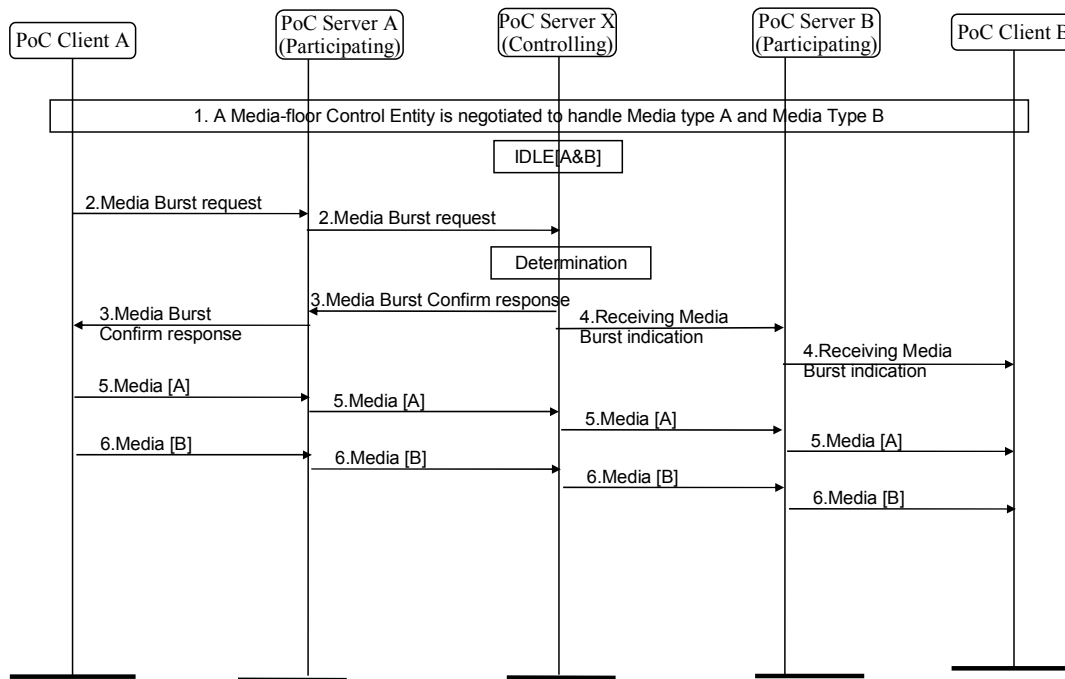 PoC Client A
PoC Server A
(Participating)
PoC Server X
(Controlling)
PoC Server B
(Participating)
PoC Client B
1. A Media-floor Control Entity is negotiated to handle Media type A and Media Type B
IDLE[A&B]
2.Media Burst request
2.Media Burst request
Determination
3.Media Burst Confirm response
3.Media Burst
Confirm response
4.Receiving Media
Burst indication
4.Receiving Media
Burst indication
5.Media [A]
5.Media [A]
5.Media [A]
5.Media [A]
6.Media [B]
6.Media [B]
6.Media [B]
6.Media [B]